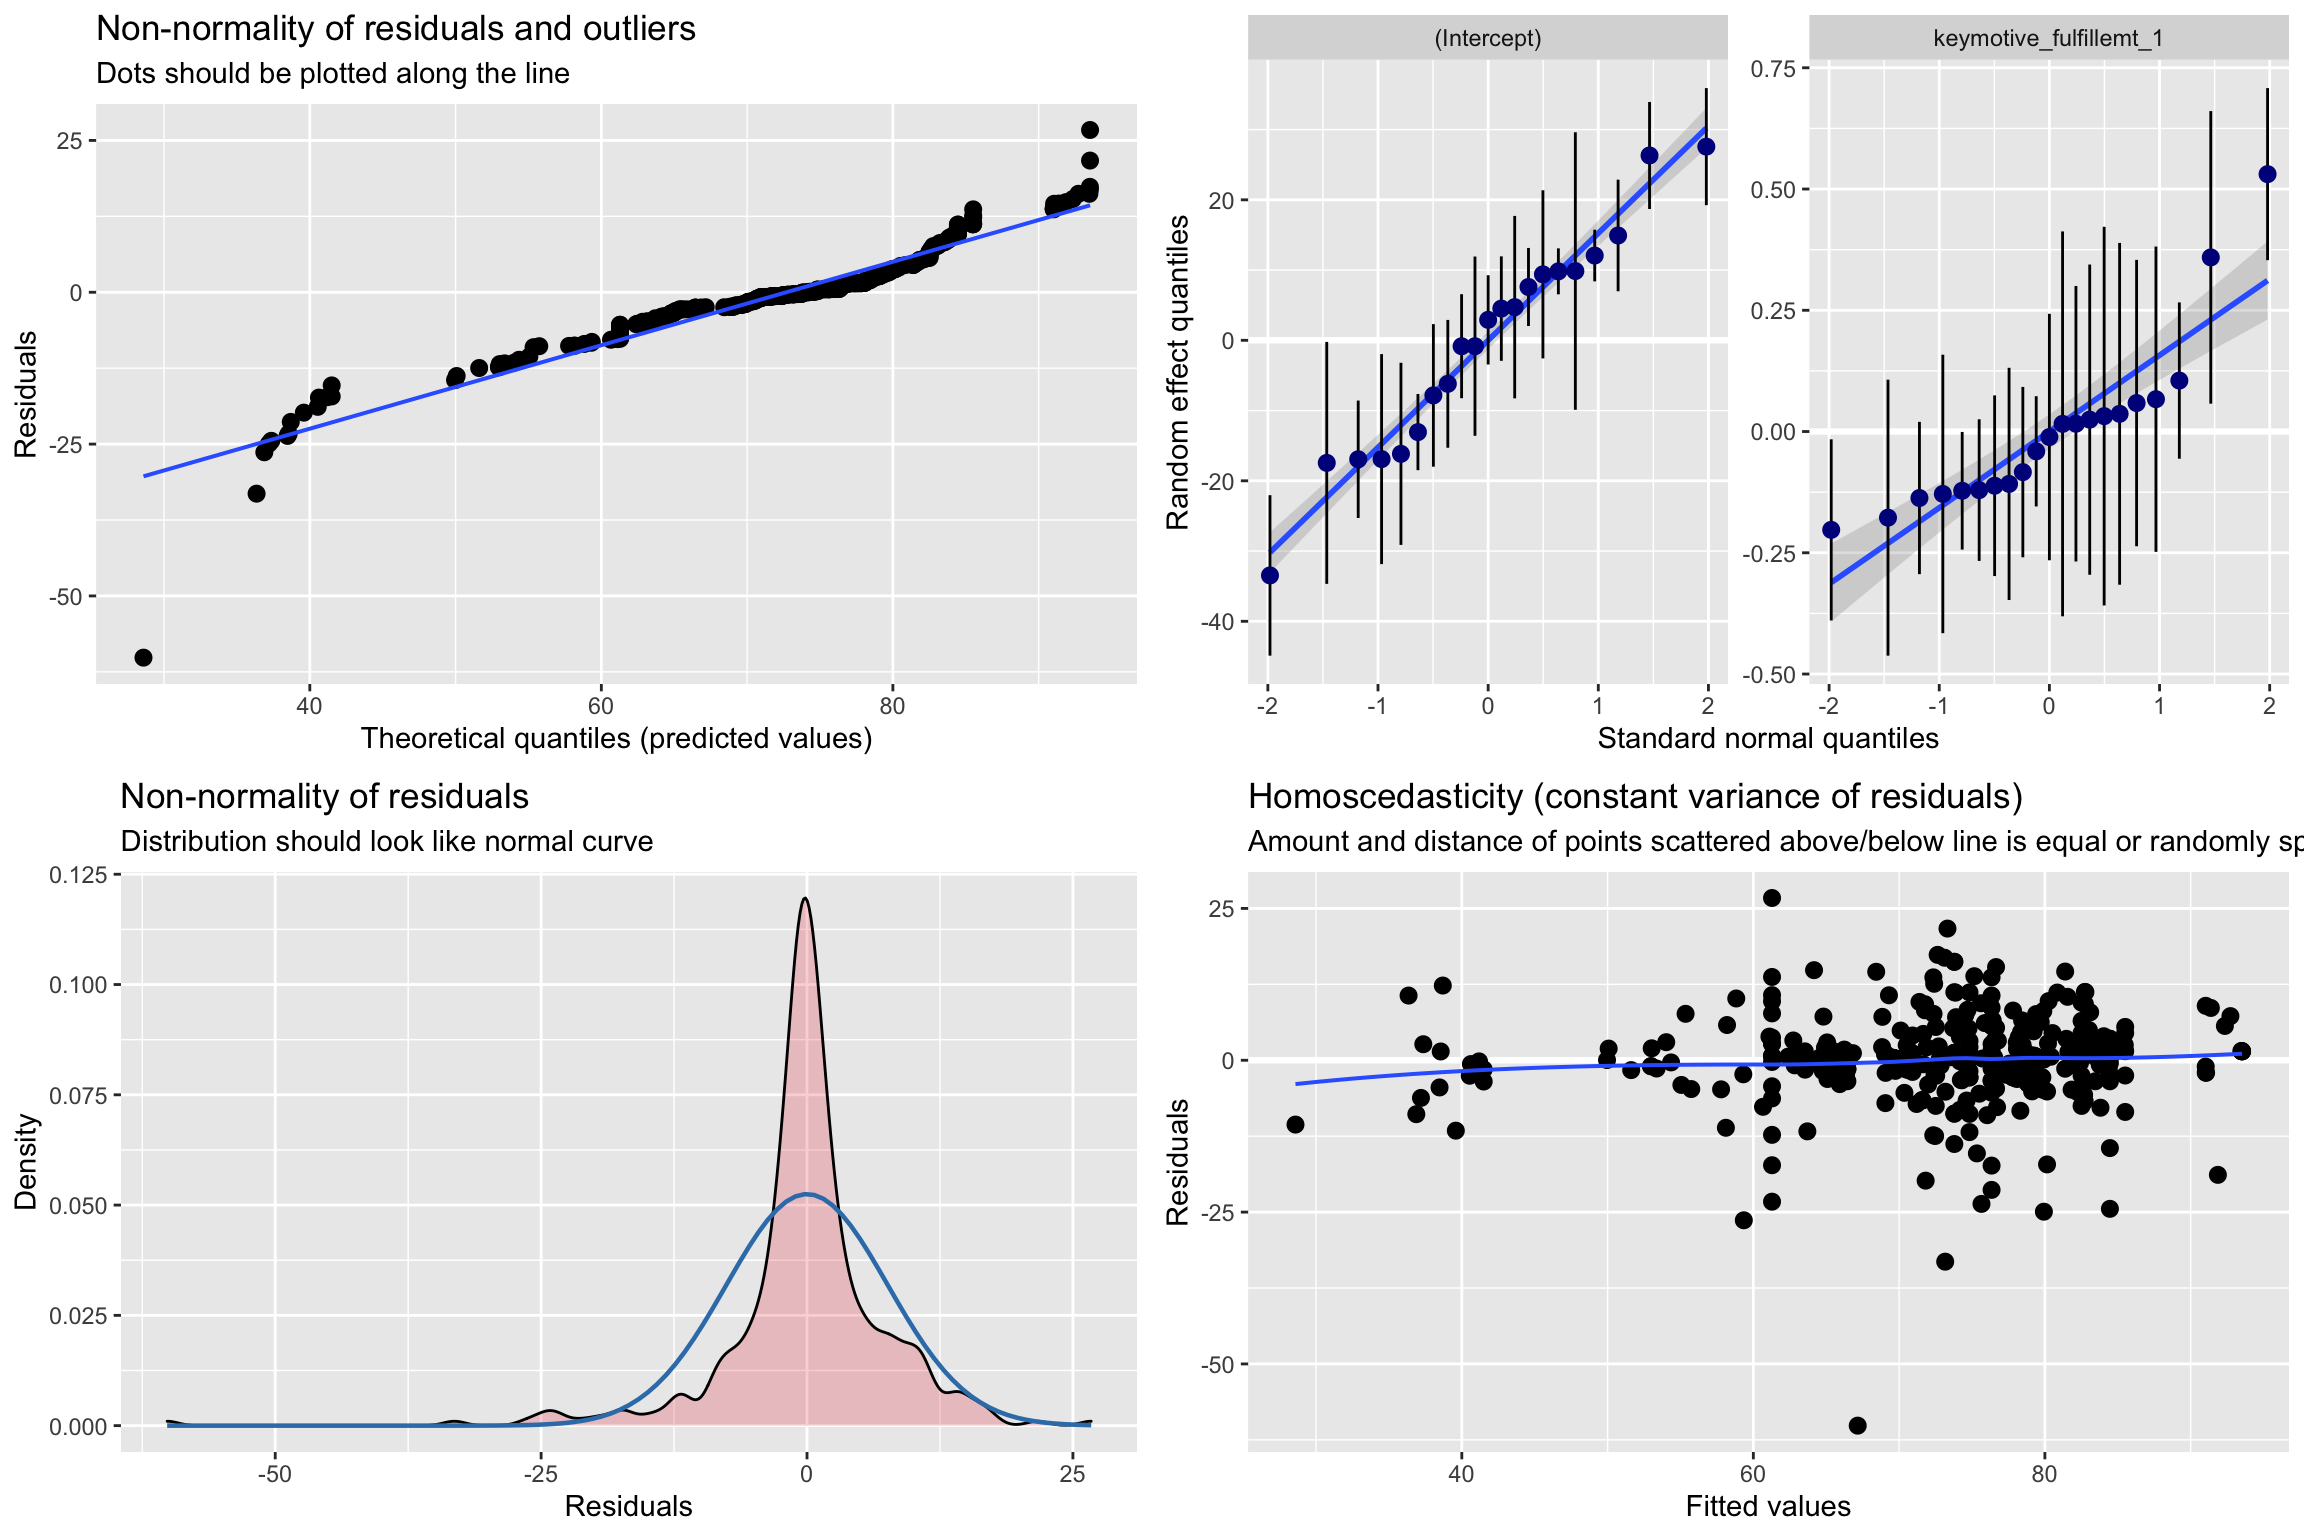 Non-normality of residuals and outliers
Dots should be plotted along the line
25
0
-25
-50
Residuals
40 60 80
Theoretical quantiles (predicted values)
(Intercept)
keymotive_fulfillemt_1
20
0
-20
-40
Random effect quantiles
0.75
0.50
0.25
0.00
-0.25
-0.50
-2 -1 0 1 2
-2 -1 0 1 2
Standard normal quantiles
Non-normality of residuals
Distribution should look like normal curve
0.125
0.100
0.075
0.050
0.025
0.000
Density
-50 -25 0 25
Residuals
Homoscedasticity (constant variance of residuals)
Amount and distance of points scattered above/below line is equal or randomly sp
25
0
-25
-50
Residuals
40 60 80
Fitted values